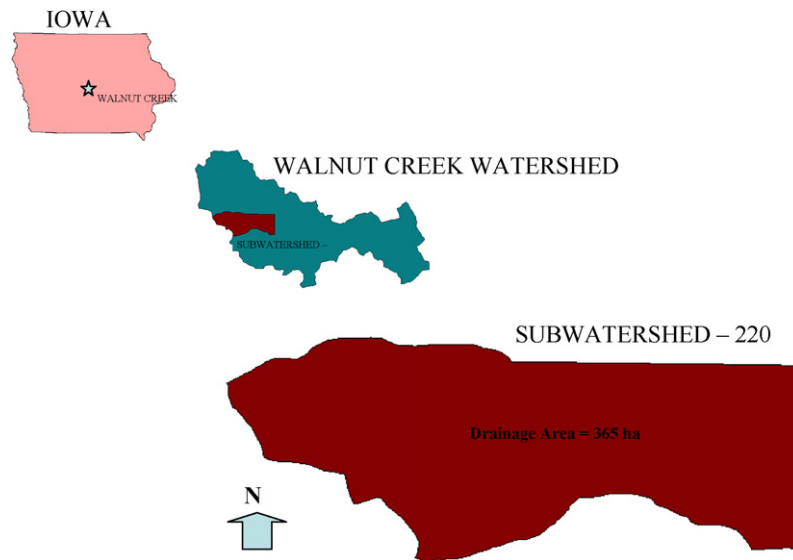 IOWA
WALNUT CREEK
WALNUT CREEK WATERSHED
SUBWATERSHED –
SUBWATERSHED – 220
Drainage Area = 365 ha
N